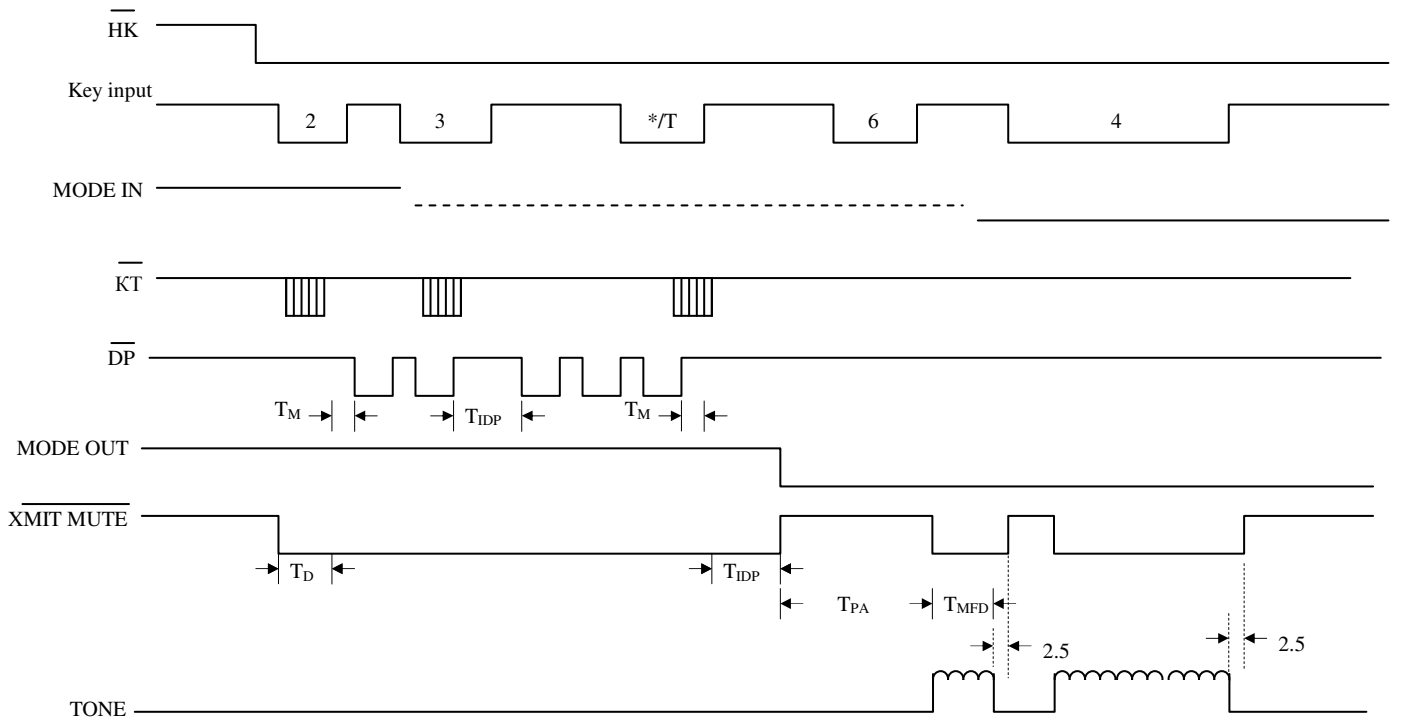 HK
Key input
2 3 */T 6 4
MODE IN
KT
DP
TM TIDP TM
MODE OUT
XMIT MUTE
TD TIDP
TPA TMFD
2.5 2.5
TONE